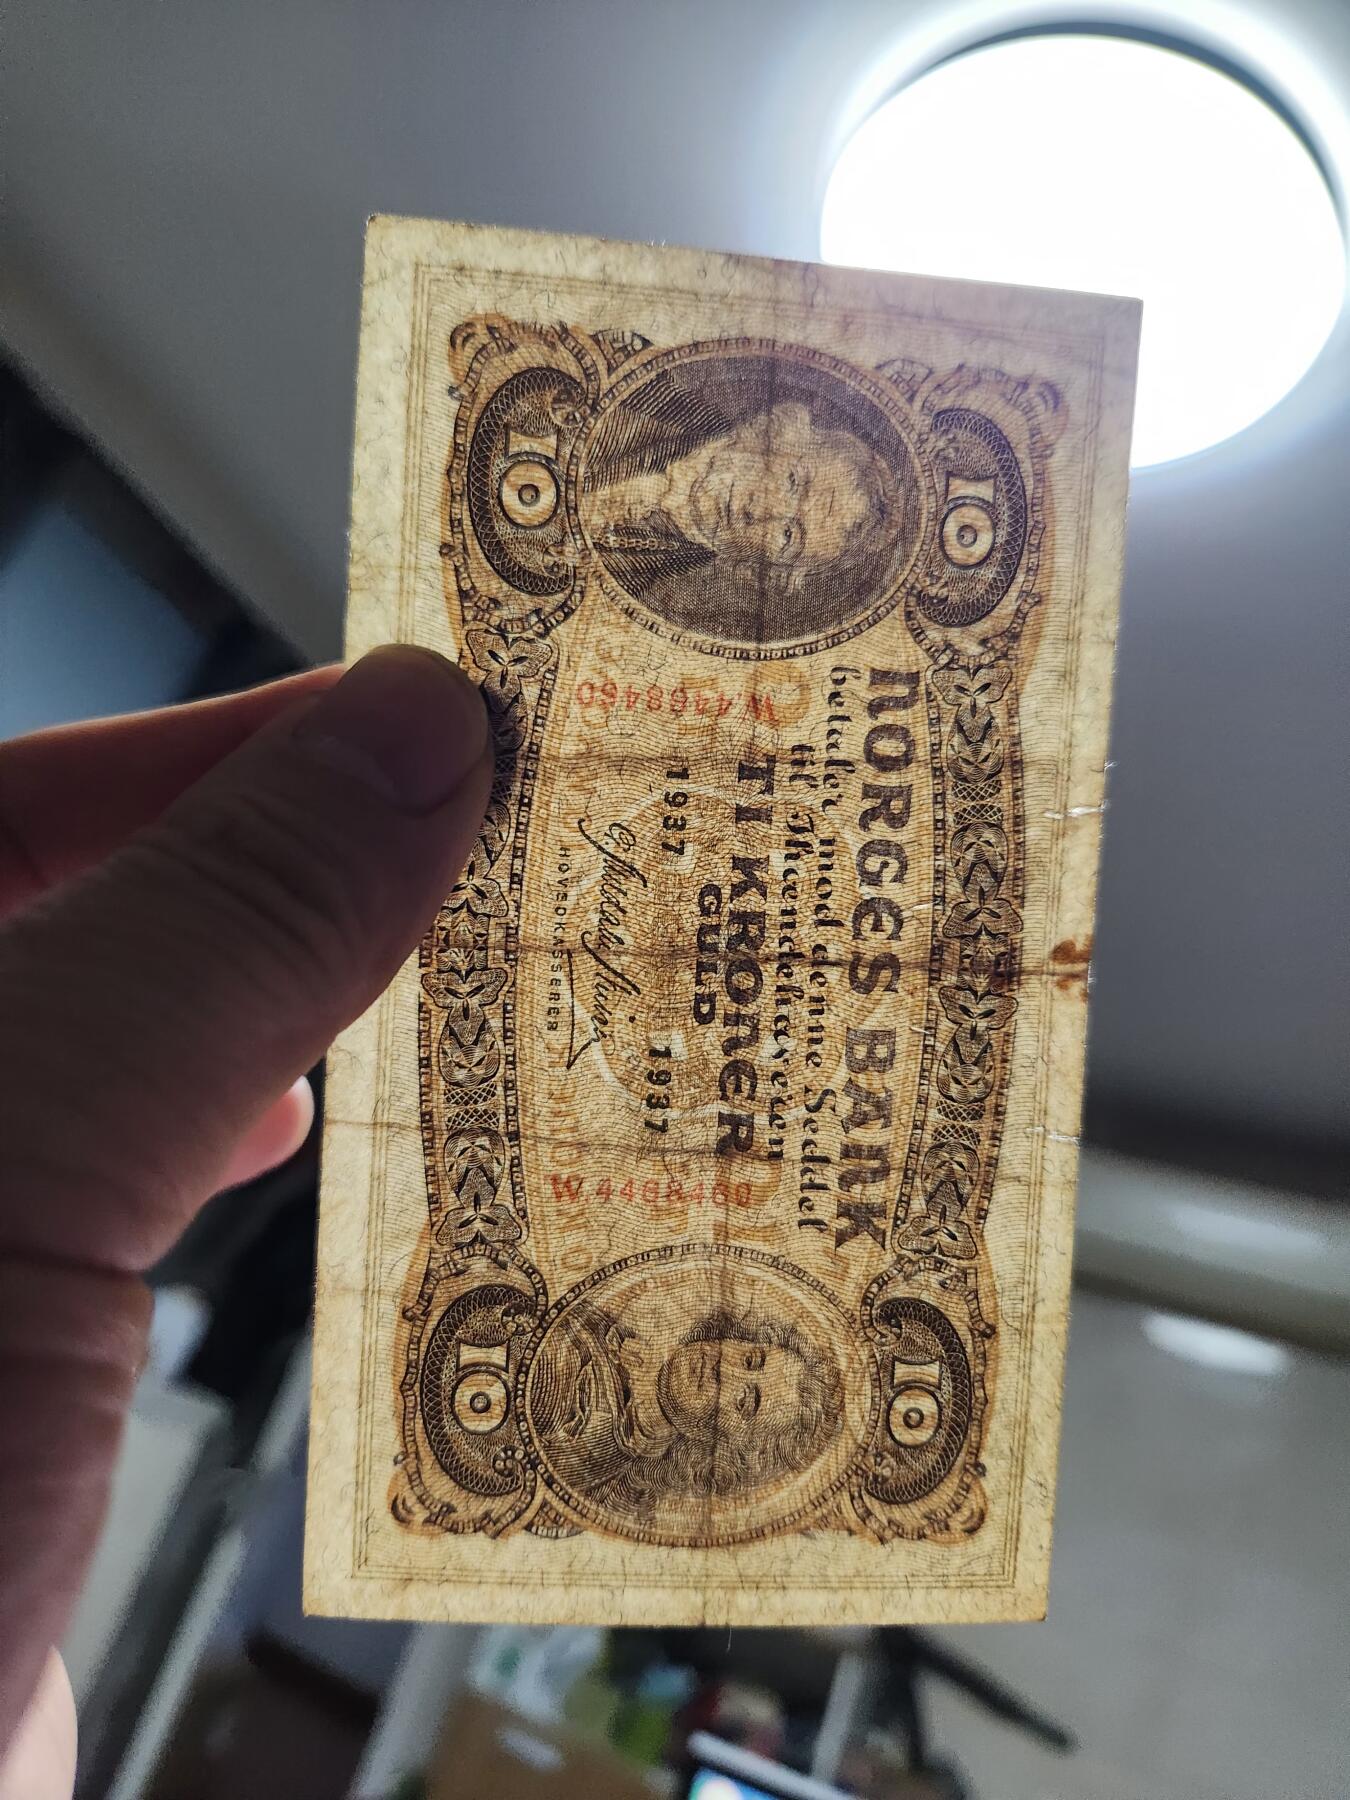 10
10
NORGES BANK
betaler mod denne Seddel
til Ihændehaveren
TI KRONER
GULD
1937
1937
W.4468460
W.4468460
HOVEDKASSERER
10
10